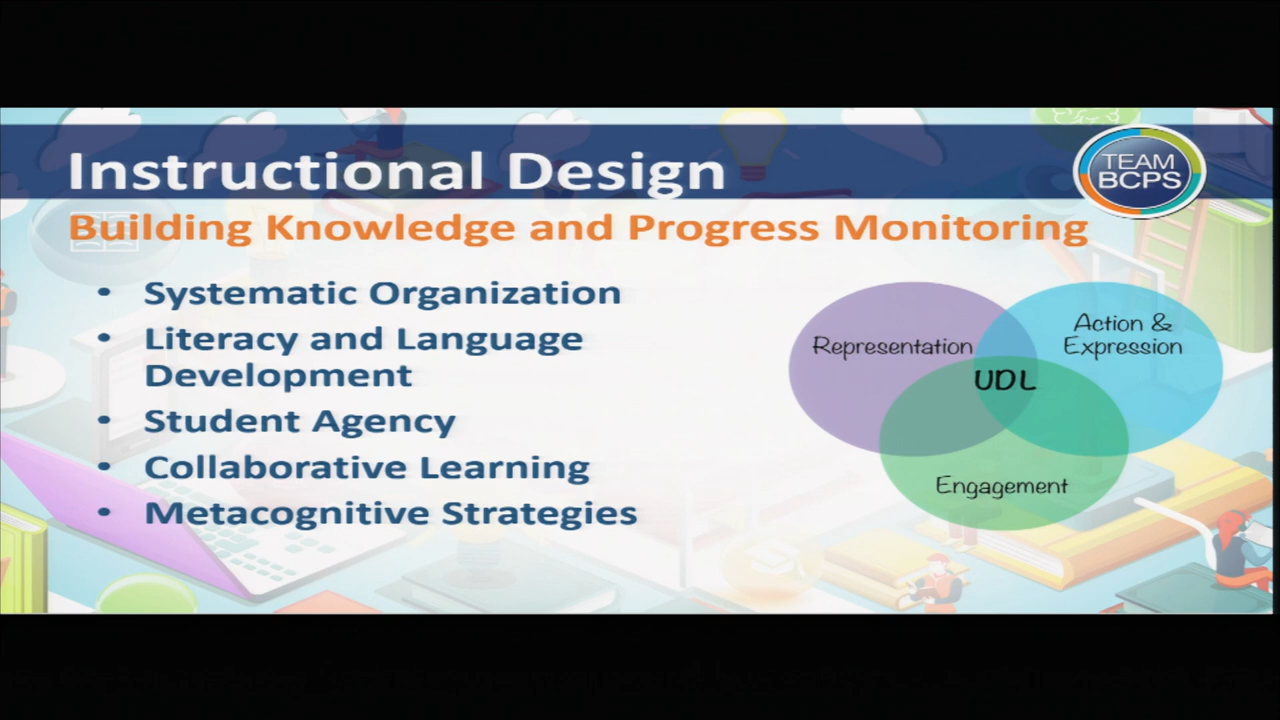 Instructional Design
TEAM
BCPS
Building Knowledge and Progress Monitoring
• Systematic Organization
• Literacy and Language
Development
• Student Agency
• Collaborative Learning
• Metacognitive Strategies
Representation
Action &
Expression
UDL
Engagement